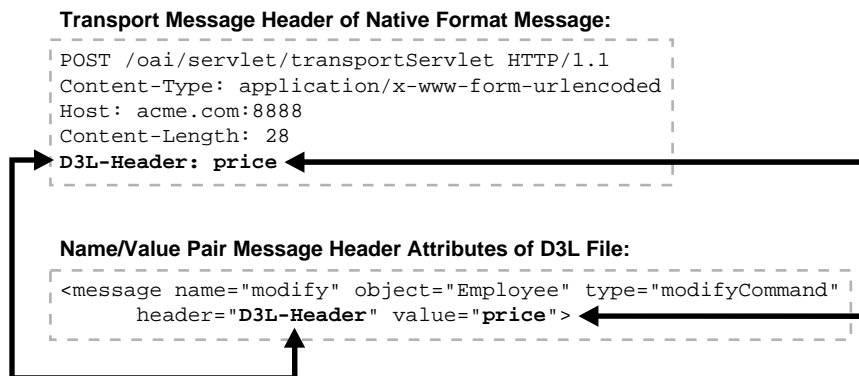 Transport Message Header of Native Format Message:
POST /oai/servlet/transportServlet HTTP/1.1
Content-Type: application/x-www-form-urlencoded
Host: acme.com:8888
Content-Length: 28
D3L-Header: price
Name/Value Pair Message Header Attributes of D3L File:
<message name="modify" object="Employee" type="modifyCommand"
header="D3L-Header" value="price">